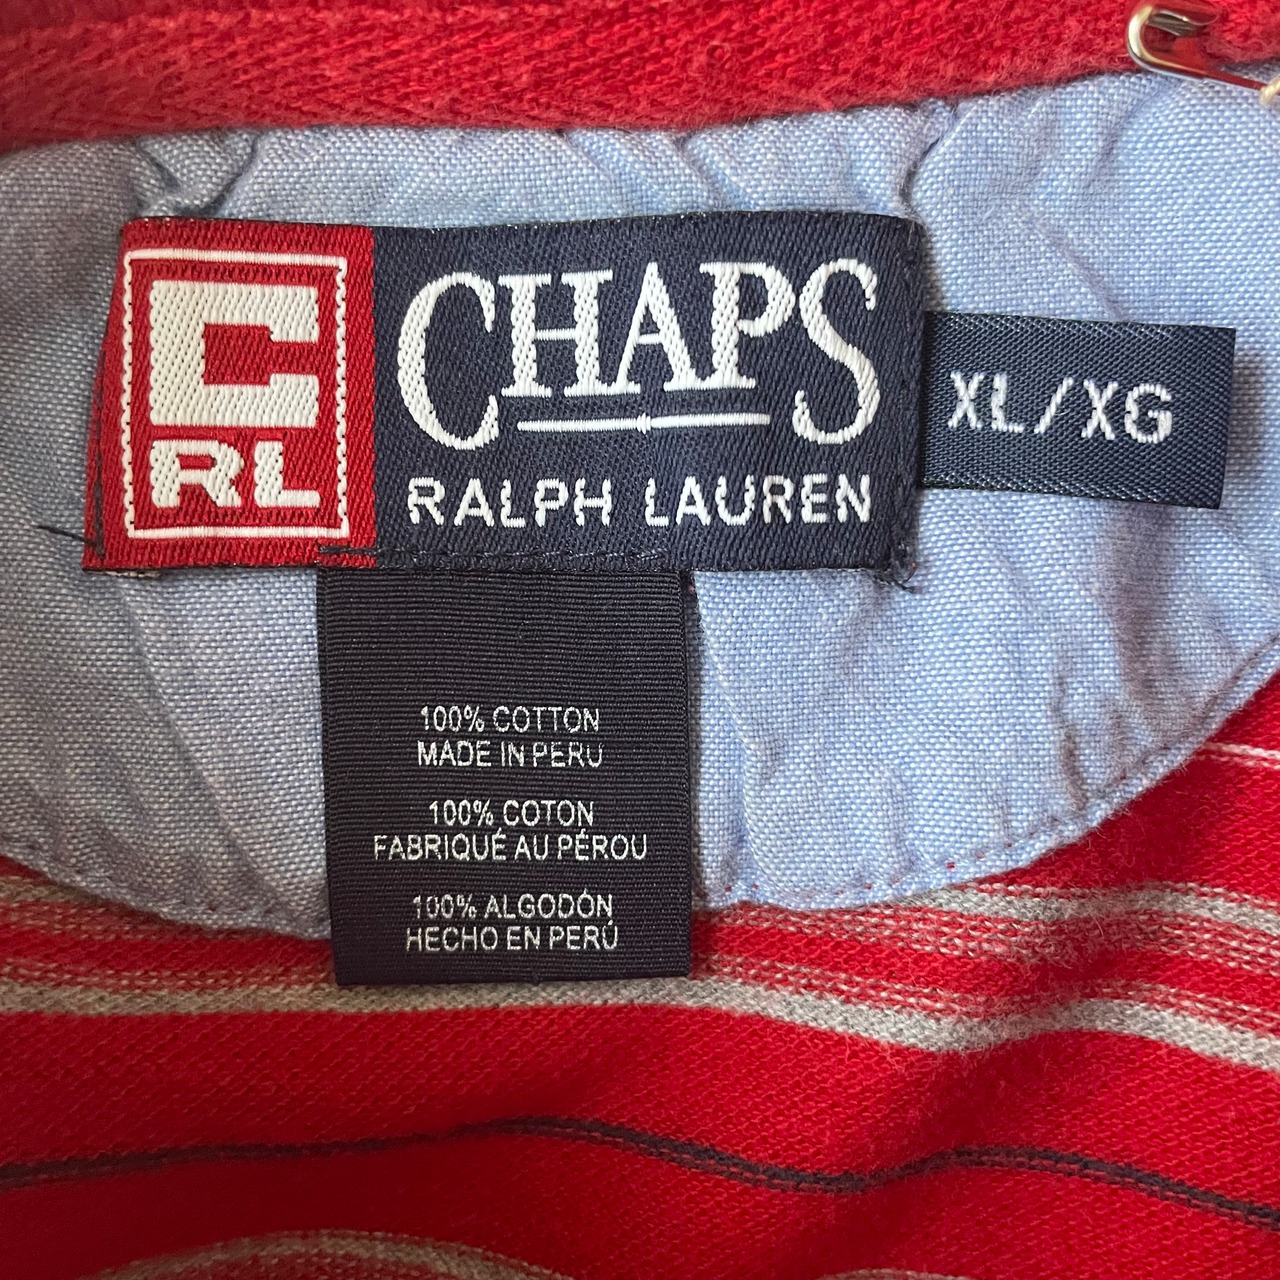 C
RL
CHAPS
RALPH LAUREN
XL/XG
100% COTTON
MADE IN PERU
100% COTON
FABRIQUÉ AU PÉROU
100% ALGODÓN
HECHO EN PERÚ